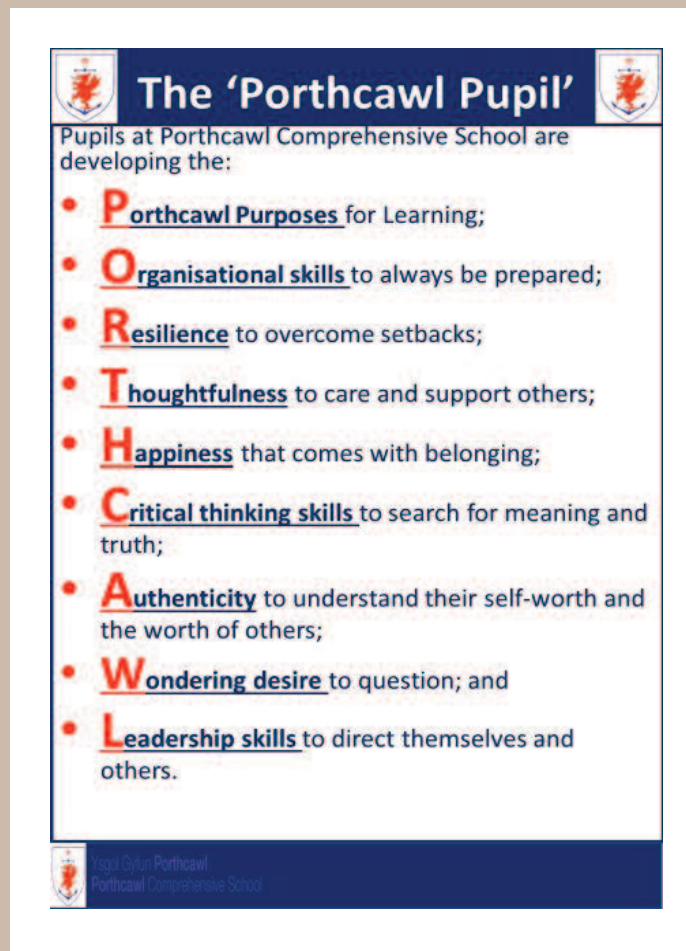 The ‘Porthcawl Pupil’
Pupils at Porthcawl Comprehensive School are
developing the:
• Porthcawl Purposes for Learning;
• Organisational skills to always be prepared;
• Resilience to overcome setbacks;
• Thoughtfulness to care and support others;
• Happiness that comes with belonging;
• Critical thinking skills to search for meaning and
truth;
• Authenticity to understand their self-worth and
the worth of others;
• Wondering desire to question; and
• Leadership skills to direct themselves and
others.
Ysgol Gyfun Porthcawl
Porthcawl Comprehensive School